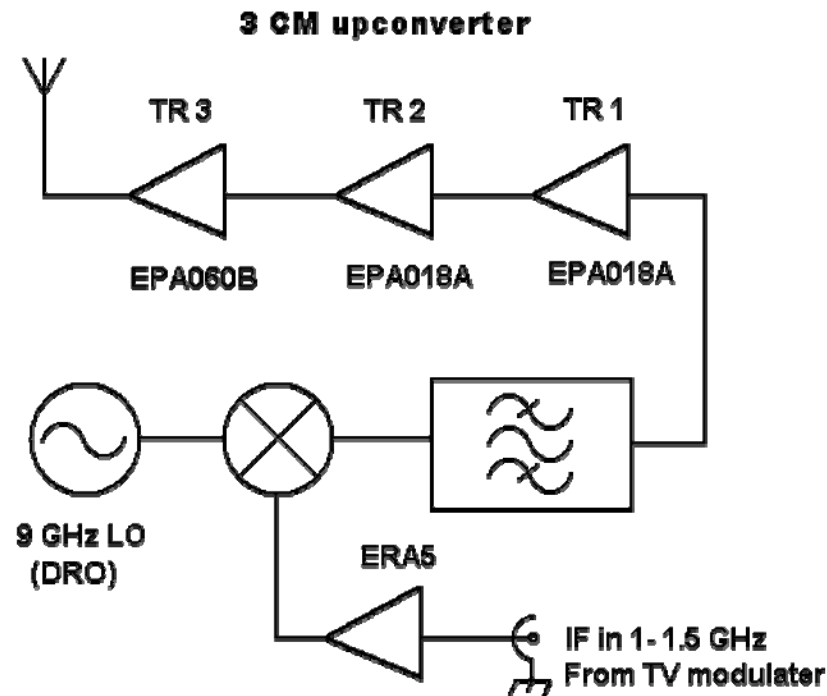 3 CM upconverter
TR 3
TR 2
TR 1
EPA060B
EPA018A
EPA018A
9 GHz LO
(DRO)
ERA5
IF in 1-1.5 GHz
From TV modulater